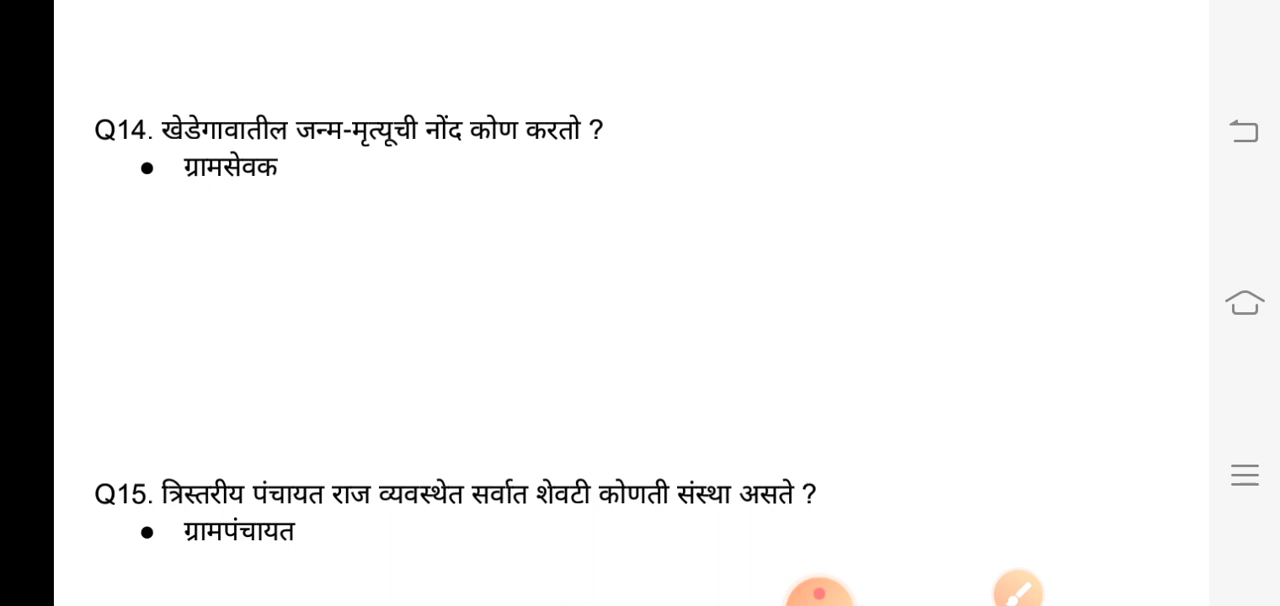 Q14. खेडेगावातील जन्म-मृत्यूची नोंद कोण करतो ?
● ग्रामसेवक
Q15. त्रिस्तरीय पंचायत राज व्यवस्थेत सर्वात शेवटी कोणती संस्था असते ?
● ग्रामपंचायत